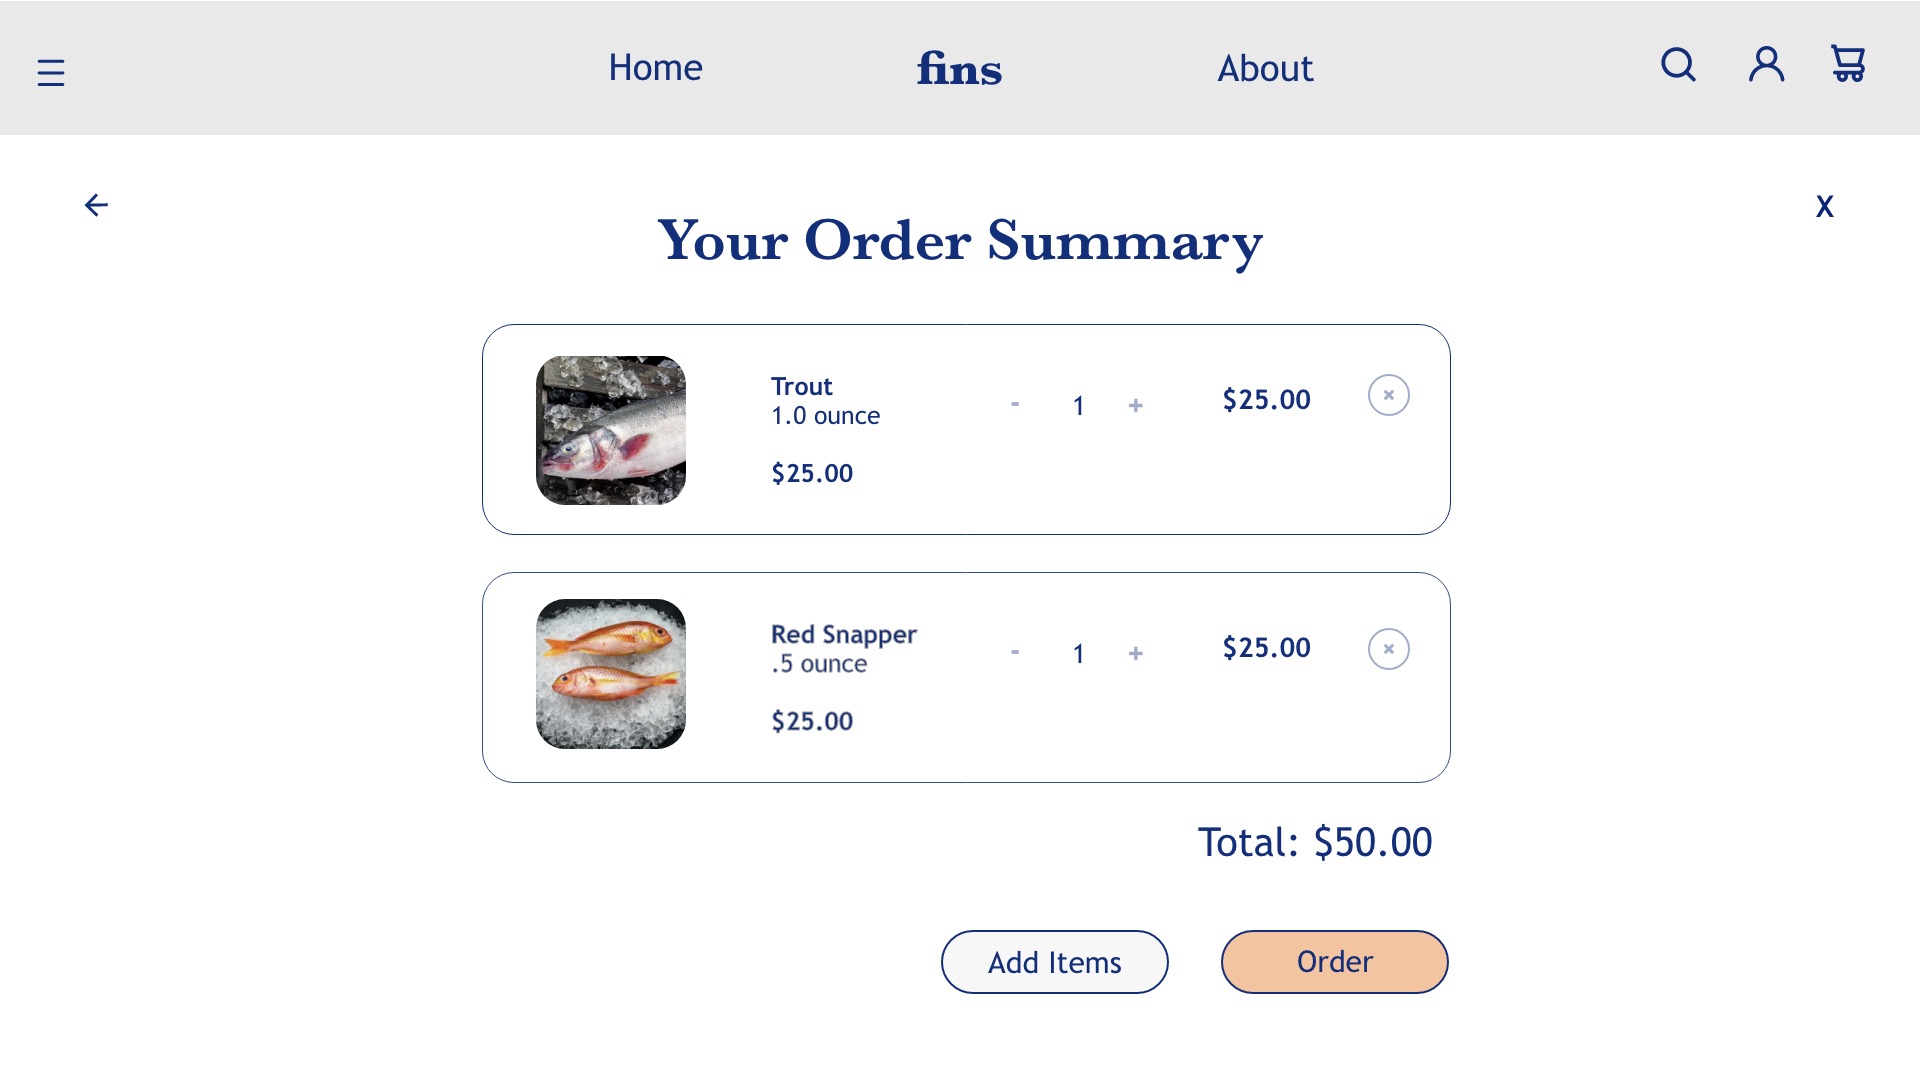 Home
fins
About
X
Your Order Summary
Trout
1.0 ounce
$25.00
- 1 +
$25.00
×
Red Snapper
.5 ounce
$25.00
- 1 +
$25.00
×
Total: $50.00
Add Items
Order